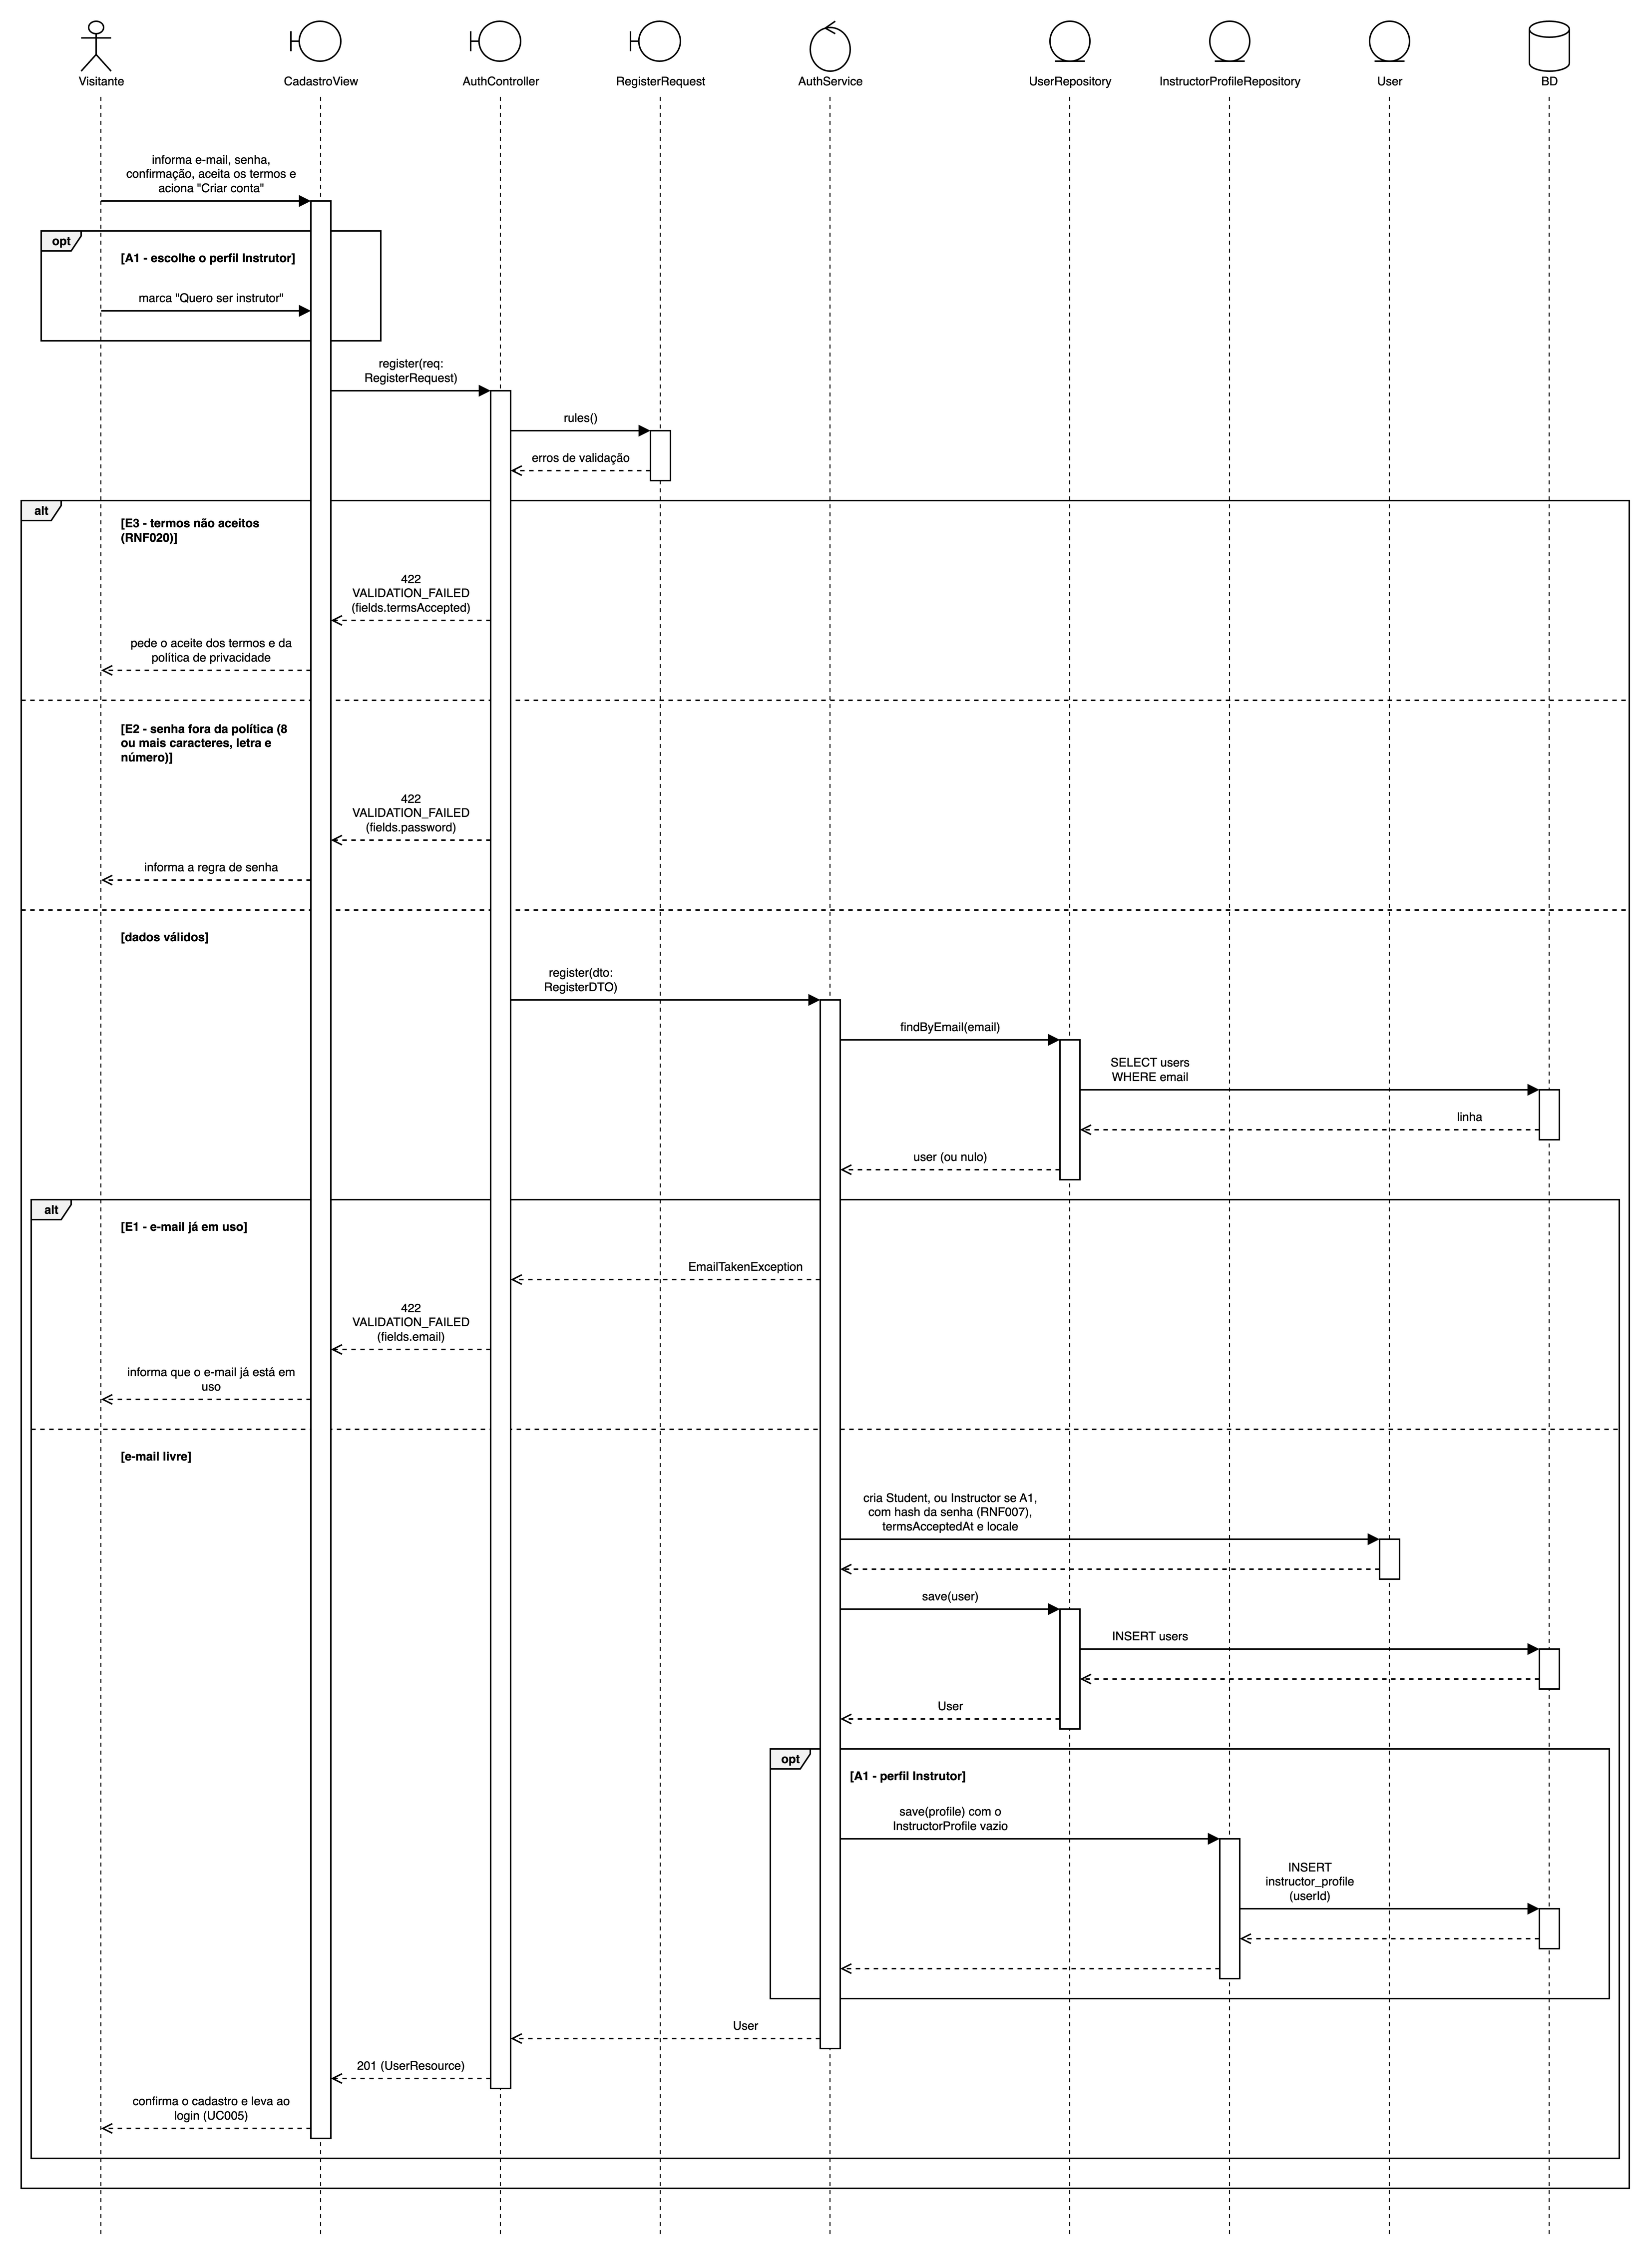 Visitante
CadastroView
AuthController
RegisterRequest
AuthService
UserRepository
InstructorProfileRepository
User
BD
informa e-mail, senha,
confirmação, aceita os termos e
aciona "Criar conta"
opt
[A1 - escolhe o perfil Instrutor]
marca "Quero ser instrutor"
register(req:
RegisterRequest)
rules()
erros de validação
alt
[E3 - termos não aceitos
(RNF020)]
422
VALIDATION_FAILED
(fields.termsAccepted)
pede o aceite dos termos e da
política de privacidade
[E2 - senha fora da política (8
ou mais caracteres, letra e
número)]
422
VALIDATION_FAILED
(fields.password)
informa a regra de senha
[dados válidos]
register(dto:
RegisterDTO)
findByEmail(email)
SELECT users
WHERE email
linha
user (ou nulo)
alt
[E1 - e-mail já em uso]
EmailTakenException
422
VALIDATION_FAILED
(fields.email)
informa que o e-mail já está em
uso
[e-mail livre]
cria Student, ou Instructor se A1,
com hash da senha (RNF007),
termsAcceptedAt e locale
save(user)
INSERT users
User
opt
[A1 - perfil Instrutor]
save(profile) com o
InstructorProfile vazio
INSERT
instructor_profile
(userId)
User
201 (UserResource)
confirma o cadastro e leva ao
login (UC005)